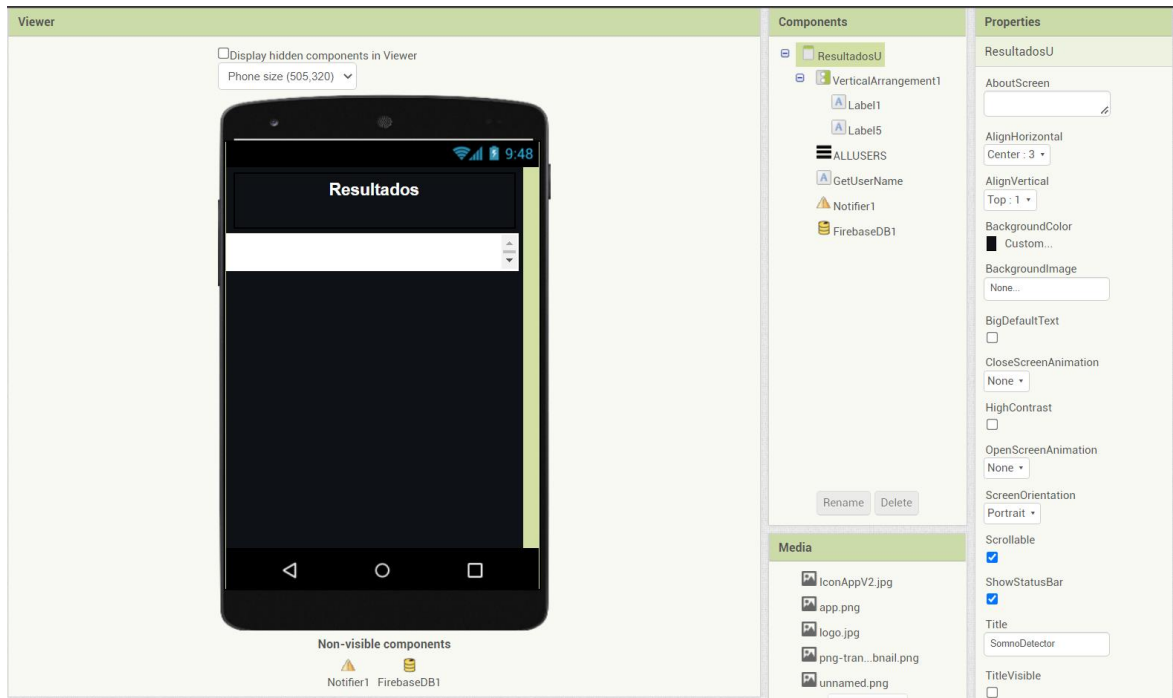 Viewer
Display hidden components in Viewer
Phone size (505,320)
9:48
Resultados
Non-visible components
Notifier1 FirebaseDB1
Components
ResultadosU
VerticalArrangement1
Label1
Label5
ALLUSERS
GetUserName
Notifier1
FirebaseDB1
Rename Delete
Media
IconAppV2.jpg
app.png
logo.jpg
png-tran...bnail.png
unnamed.png
Properties
ResultadosU
AboutScreen
AlignHorizontal
Center : 3
AlignVertical
Top : 1
BackgroundColor
Custom...
BackgroundImage
None...
BigDefaultText
CloseScreenAnimation
None
HighContrast
OpenScreenAnimation
None
ScreenOrientation
Portrait
Scrollable
ShowStatusBar
Title
SomnoDetector
TitleVisible